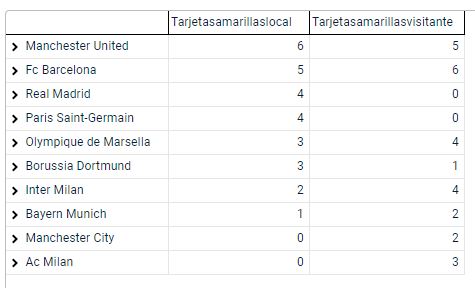 Tarjetasamarillaslocal Tarjetasamarillasvisitante
Manchester United 6 5
Fc Barcelona 5 6
Real Madrid 4 0
Paris Saint-Germain 4 0
Olympique de Marsella 3 4
Borussia Dortmund 3 1
Inter Milan 2 4
Bayern Munich 1 2
Manchester City 0 2
Ac Milan 0 3